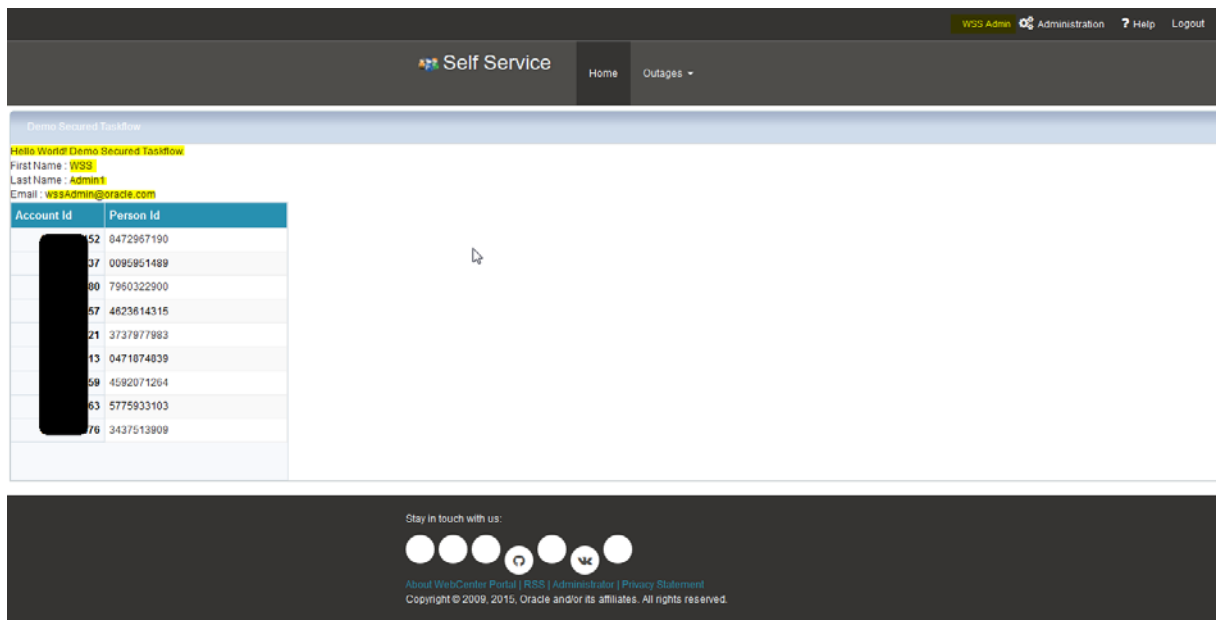 WSS Admin Administration ? Help Logout
Self Service Home Outages
Demo Secured Taskflow
Hello World! Demo Secured Taskflow
First Name : WSS
Last Name : Admin1
Email : wssAdmin@oracle.com
Account Id Person Id
52 8472967190
37 0095951489
80 7960322900
57 4623614315
21 3737977983
13 0471874839
59 4592071264
63 5775933103
76 3437513909
Stay in touch with us:
About WebCenter Portal | RSS | Administrator | Privacy Statement
Copyright © 2009, 2015, Oracle and/or its affiliates. All rights reserved.